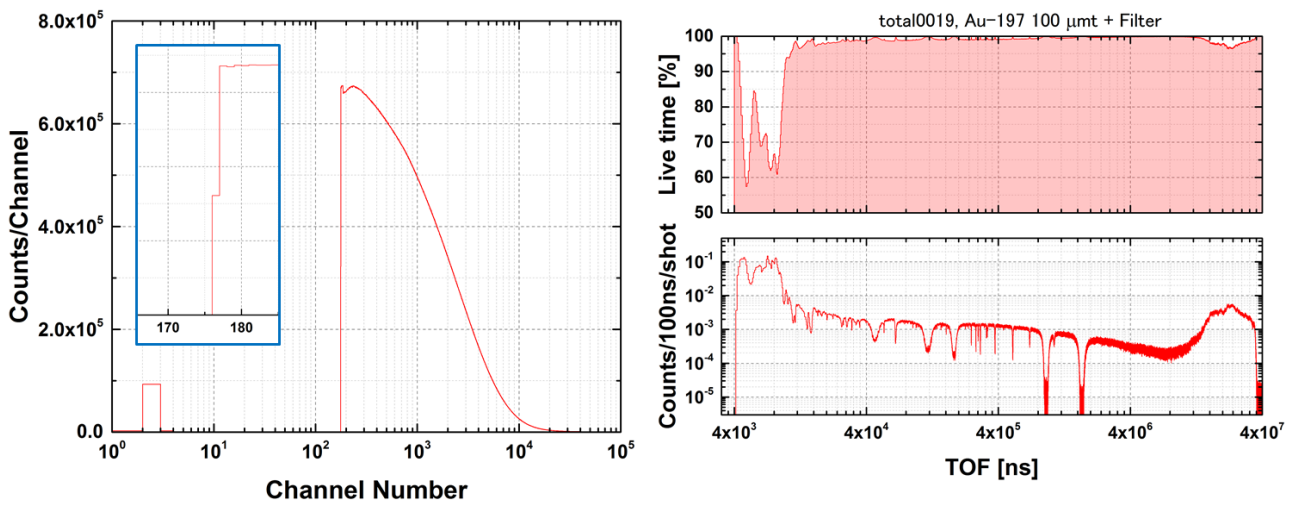 8.0x10⁵
6.0x10⁵
4.0x10⁵
2.0x10⁵
0.0
Counts/Channel
170 180
10⁰ 10¹ 10² 10³ 10⁴ 10⁵
Channel Number
total0019, Au-197 100 μmt + Filter
100
90
80
70
60
50
Live time [%]
10⁻¹
10⁻²
10⁻³
10⁻⁴
10⁻⁵
Counts/100ns/shot
4x10³ 4x10⁴ 4x10⁵ 4x10⁶ 4x10⁷
TOF [ns]